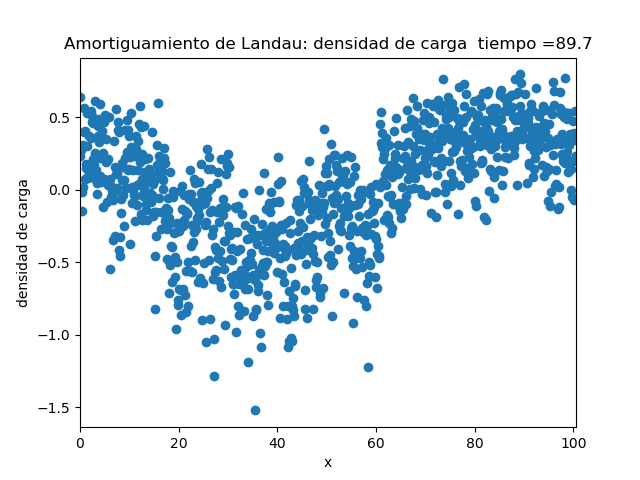 Amortiguamiento de Landau: densidad de carga  tiempo =89.7
0.5
0.0
−0.5
−1.0
−1.5
densidad de carga
0 20 40 60 80 100
x